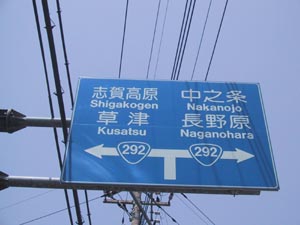 志賀高原
Shigakogen
草津
Kusatsu
中之条
Nakanojo
長野原
Naganohara
292
292